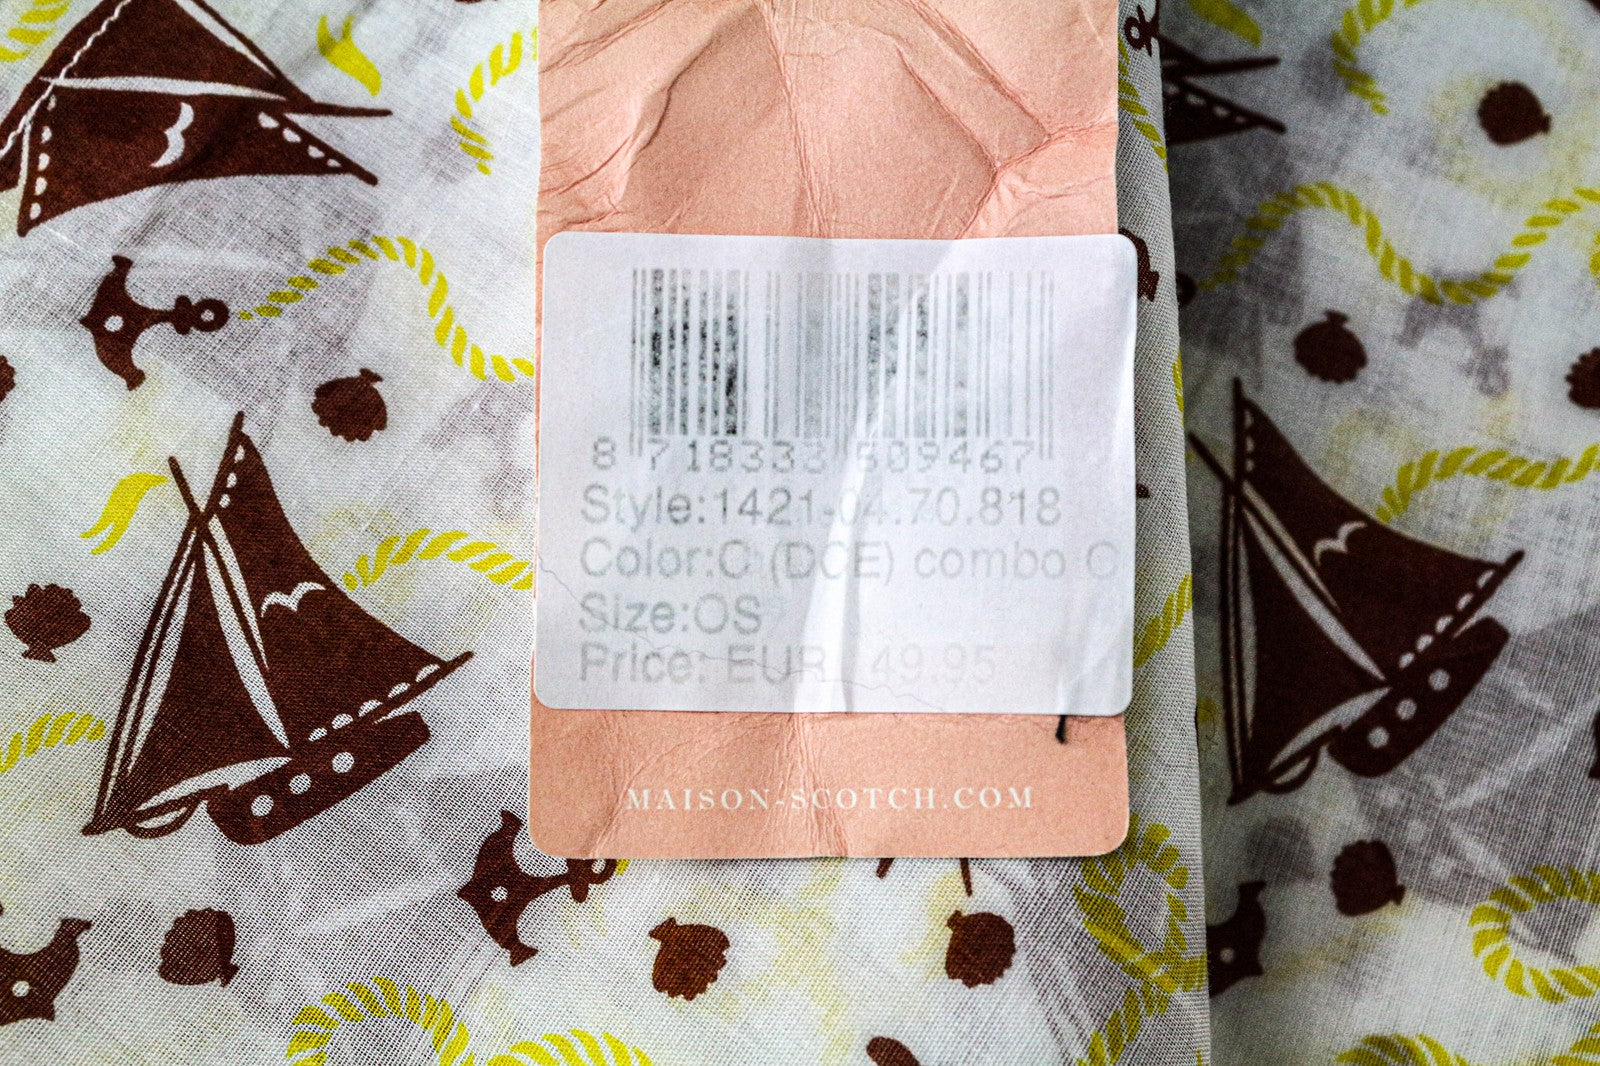 8 718333 509467
Style:1421-04.70.818
Color:C (DCE) combo C
Size:OS
Price: EUR 49.95
MAISON-SCOTCH.COM